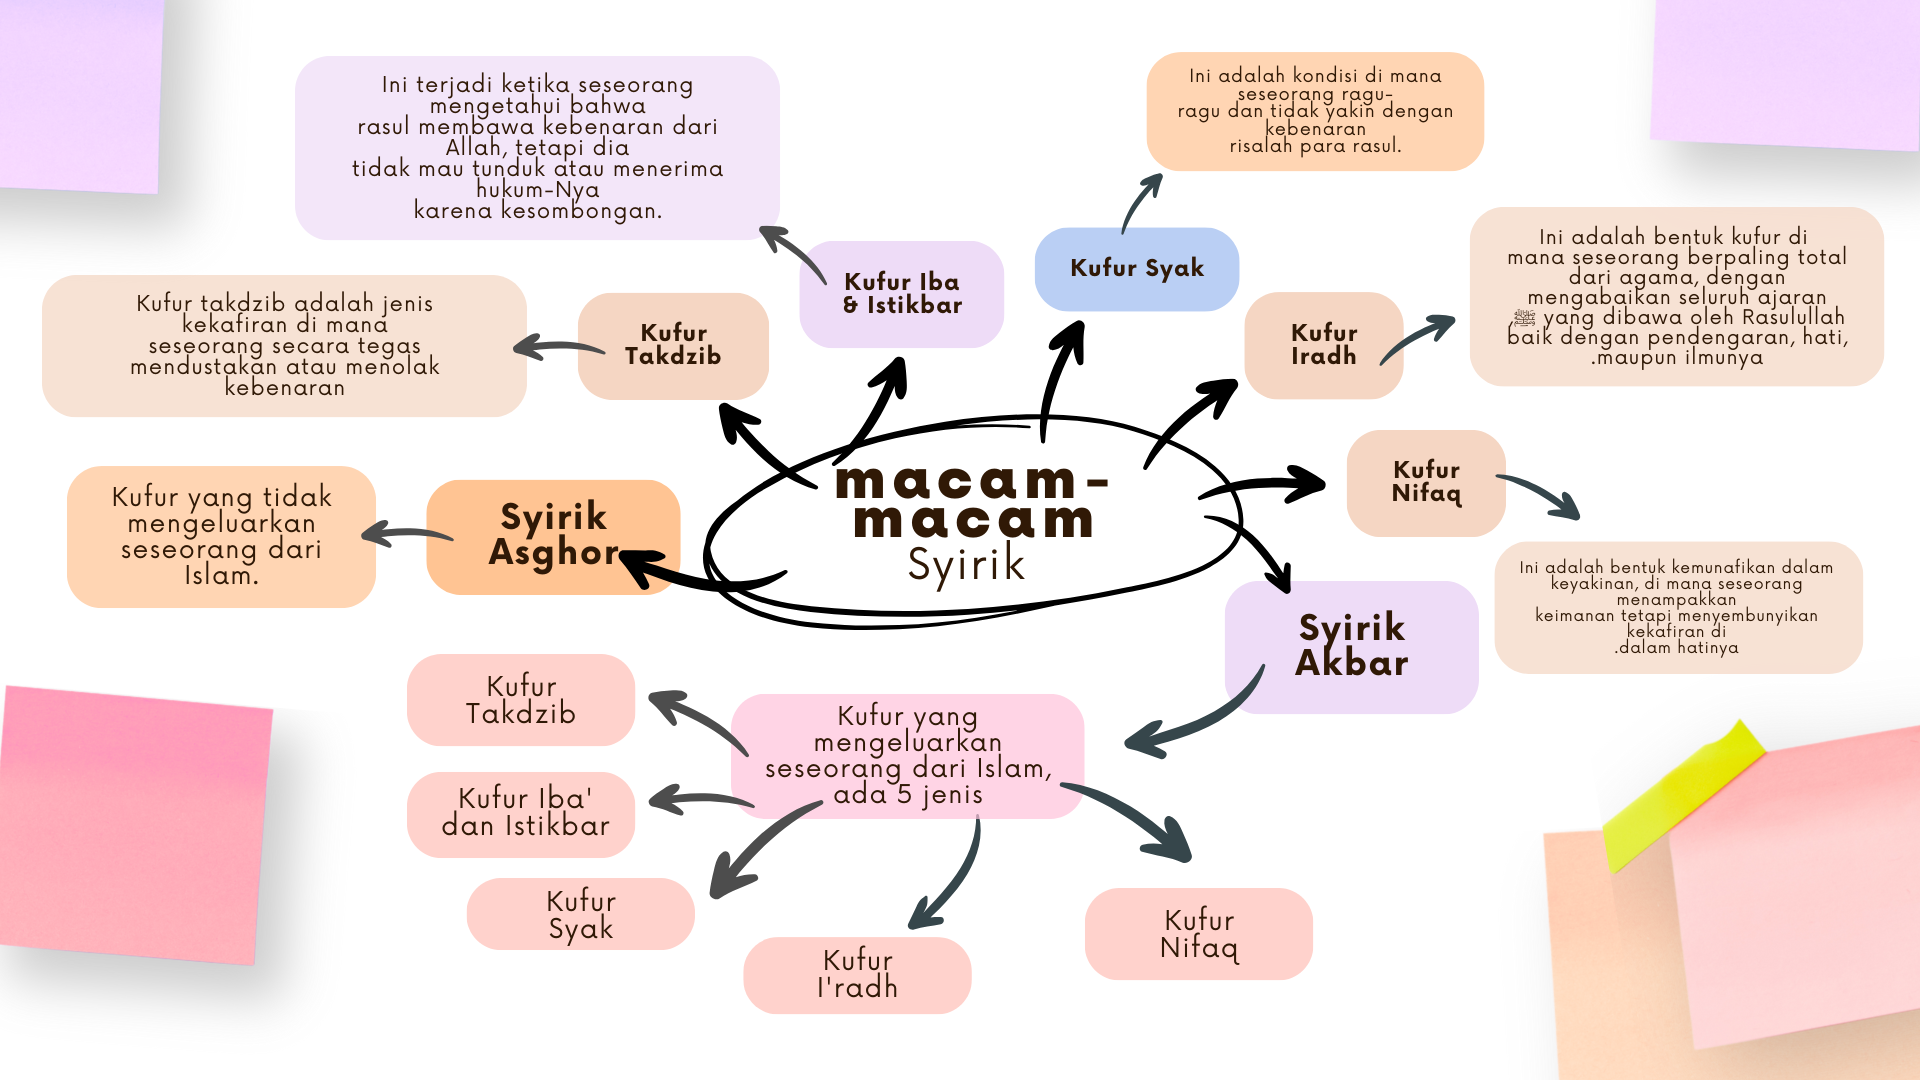 Ini terjadi ketika seseorang
mengetahui bahwa
rasul membawa kebenaran dari
Allah, tetapi dia
tidak mau tunduk atau menerima
hukum-Nya
karena kesombongan.
Ini adalah kondisi di mana
seseorang ragu-
ragu dan tidak yakin dengan
kebenaran
risalah para rasul.
Kufur Iba
& Istikbar
Kufur Syak
Ini adalah bentuk kufur di
mana seseorang berpaling total
dari agama, dengan
mengabaikan seluruh ajaran
ﷺ yang dibawa oleh Rasulullah
baik dengan pendengaran, hati,
.maupun ilmunya
Kufur takdzib adalah jenis
kekafiran di mana
seseorang secara tegas
mendustakan atau menolak
kebenaran
Kufur
Takdzib
Kufur
Iradh
macam-
macam
Syirik
Kufur
Nifaq
Kufur yang tidak
mengeluarkan
seseorang dari
Islam.
Syirik
Asghor
Ini adalah bentuk kemunafikan dalam
keyakinan, di mana seseorang
menampakkan
keimanan tetapi menyembunyikan
kekafiran di
.dalam hatinya
Syirik
Akbar
Kufur yang
mengeluarkan
seseorang dari Islam,
ada 5 jenis
Kufur
Takdzib
Kufur Iba'
dan Istikbar
Kufur
Syak
Kufur
I'radh
Kufur
Nifaq